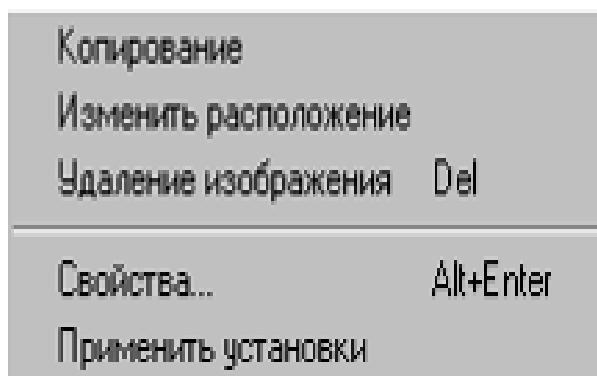 Копирование
Изменить расположение
Удаление изображения Del
Свойства... Alt+Enter
Применить установки